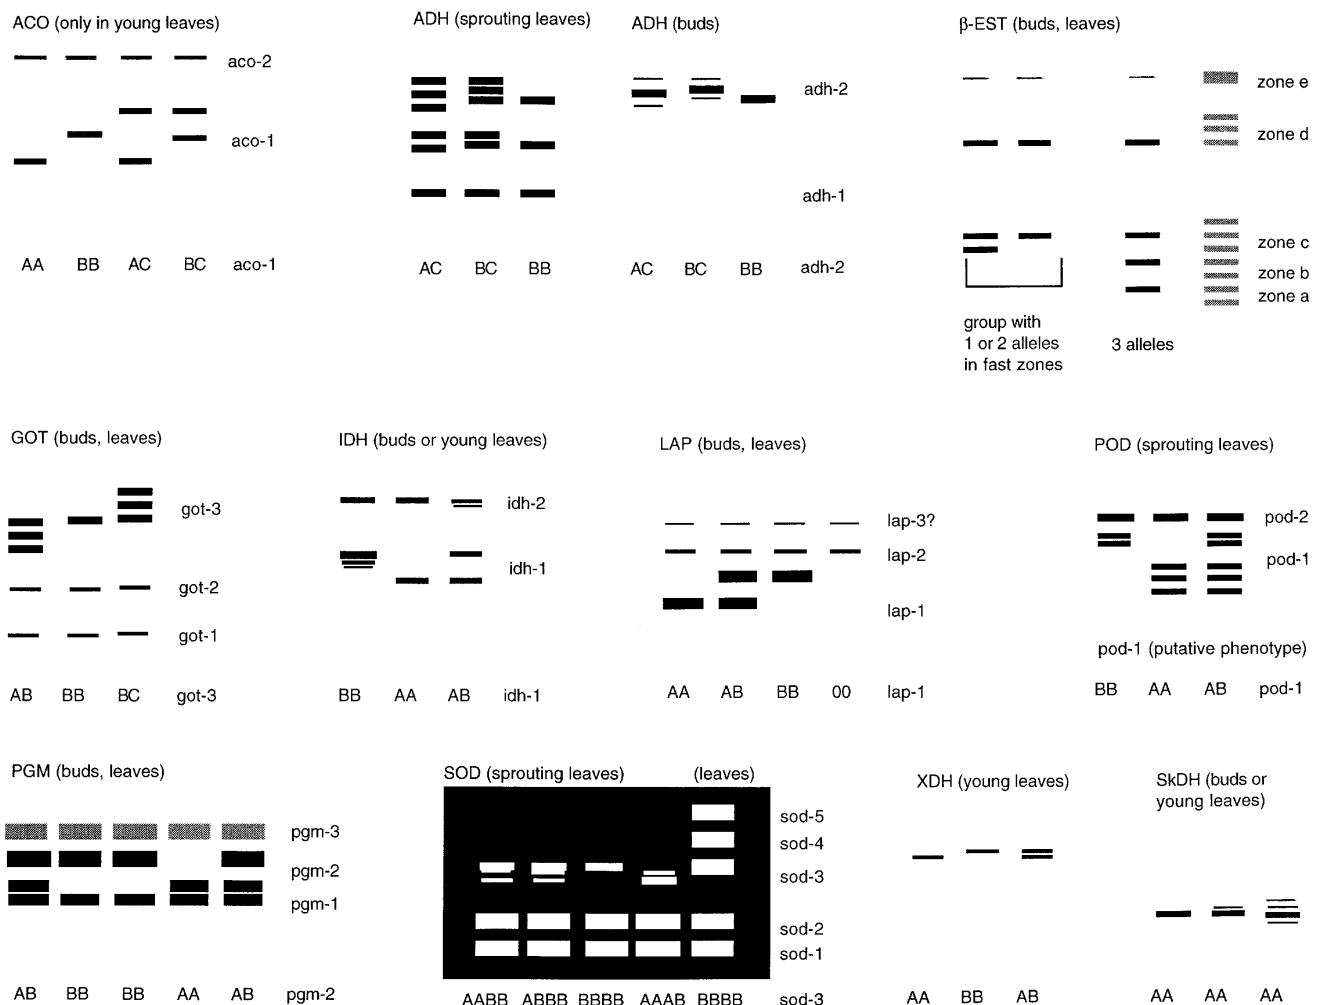 ACO (only in young leaves)
aco-2
aco-1
AA BB AC BC aco-1
ADH (sprouting leaves)
ADH (buds)
adh-2
adh-1
AC BC BB
AC BC BB adh-2
β-EST (buds, leaves)
zone e
zone d
zone c
zone b
zone a
group with
1 or 2 alleles
in fast zones
3 alleles
GOT (buds, leaves)
got-3
got-2
got-1
AB BB BC got-3
IDH (buds or young leaves)
idh-2
idh-1
BB AA AB idh-1
LAP (buds, leaves)
lap-3?
lap-2
lap-1
AA AB BB 00 lap-1
POD (sprouting leaves)
pod-2
pod-1
pod-1 (putative phenotype)
BB AA AB pod-1
PGM (buds, leaves)
pgm-3
pgm-2
pgm-1
AB BB BB AA AB pgm-2
SOD (sprouting leaves) (leaves)
sod-5
sod-4
sod-3
sod-2
sod-1
AABB ABBB BBBB AAAB BBBB sod-3
XDH (young leaves)
AA BB AB
SkDH (buds or
young leaves)
AA AA AA